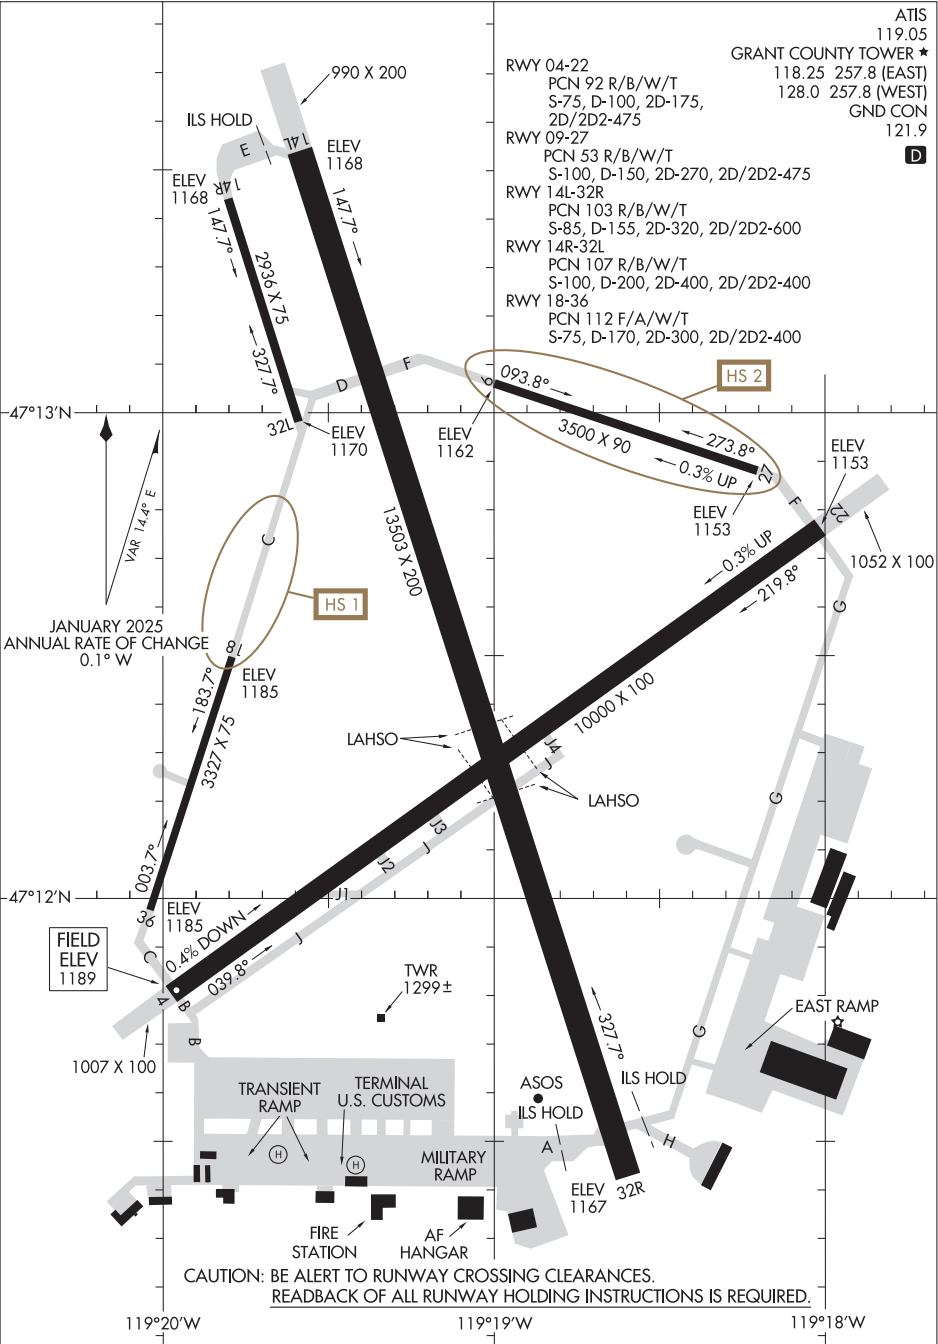 ATIS
119.05
GRANT COUNTY TOWER ★
118.25 257.8 (EAST)
128.0 257.8 (WEST)
GND CON
121.9
D
RWY 04-22
PCN 92 R/B/W/T
S-75, D-100, 2D-175,
2D/2D2-475
RWY 09-27
PCN 53 R/B/W/T
S-100, D-150, 2D-270, 2D/2D2-475
RWY 14L-32R
PCN 103 R/B/W/T
S-85, D-155, 2D-320, 2D/2D2-600
RWY 14R-32L
PCN 107 R/B/W/T
S-100, D-200, 2D-400, 2D/2D2-400
RWY 18-36
PCN 112 F/A/W/T
S-75, D-170, 2D-300, 2D/2D2-400
990 X 200
ILS HOLD
E
14L
ELEV
1168
ELEV
1168
14R
147.7°
147.7°
2936 X 75
327.7°
32L
ELEV
1170
D
F
9
093.8°
HS 2
3500 X 90
273.8°
0.3% UP
27
ELEV
1162
ELEV
1153
ELEV
1153
F
22
1052 X 100
47°13'N
VAR 14.4° E
JANUARY 2025
ANNUAL RATE OF CHANGE
0.1° W
C
HS 1
13503 X 200
0.3% UP
219.8°
G
18
ELEV
1185
183.7°
3327 X 75
003.7°
10000 X 100
LAHSO
LAHSO
J4
J
J3
J
J2
J1
J
G
47°12'N
36
ELEV
1185
FIELD
ELEV
1189
C
0.4% DOWN
039.8°
4
B
B
1007 X 100
TWR
1299±
327.7°
G
EAST RAMP
TRANSIENT
RAMP
TERMINAL
U.S. CUSTOMS
ASOS
ILS HOLD
ILS HOLD
H
H
A
H
MILITARY
RAMP
ELEV
1167
32R
FIRE
STATION
AF
HANGAR
CAUTION: BE ALERT TO RUNWAY CROSSING CLEARANCES.
READBACK OF ALL RUNWAY HOLDING INSTRUCTIONS IS REQUIRED.
119°20'W
119°19'W
119°18'W